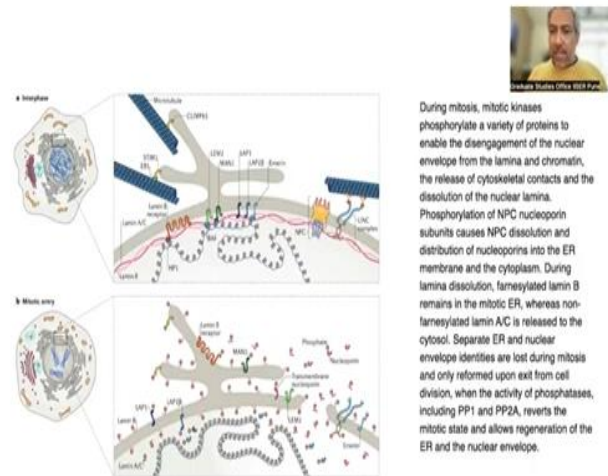 Graduate Studies Office IISER Pune
a Interphase
Microtubule
CLIMP63
STIM1
EB1
LEM2
MAN1
LAP1
LAP2β
Emerin
Lamin B
receptor
Lamin A/C
BAF
NPC
LINC
complex
HP1
Lamin B
b Mitotic entry
Lamin B
receptor
MAN1
Phosphate
Nucleoporin
Transmembrane
nucleoporin
LAP1
LAP2β
Lamin B
LEM2
Emerin
Lamin A/C
During mitosis, mitotic kinases
phosphorylate a variety of proteins to
enable the disengagement of the nuclear
envelope from the lamina and chromatin,
the release of cytoskeletal contacts and the
dissolution of the nuclear lamina.
Phosphorylation of NPC nucleoporin
subunits causes NPC dissolution and
distribution of nucleoporins into the ER
membrane and the cytoplasm. During
lamina dissolution, farnesylated lamin B
remains in the mitotic ER, whereas non-
farnesylated lamin A/C is released to the
cytosol. Separate ER and nuclear
envelope identities are lost during mitosis
and only reformed upon exit from cell
division, when the activity of phosphatases,
including PP1 and PP2A, reverts the
mitotic state and allows regeneration of the
ER and the nuclear envelope.